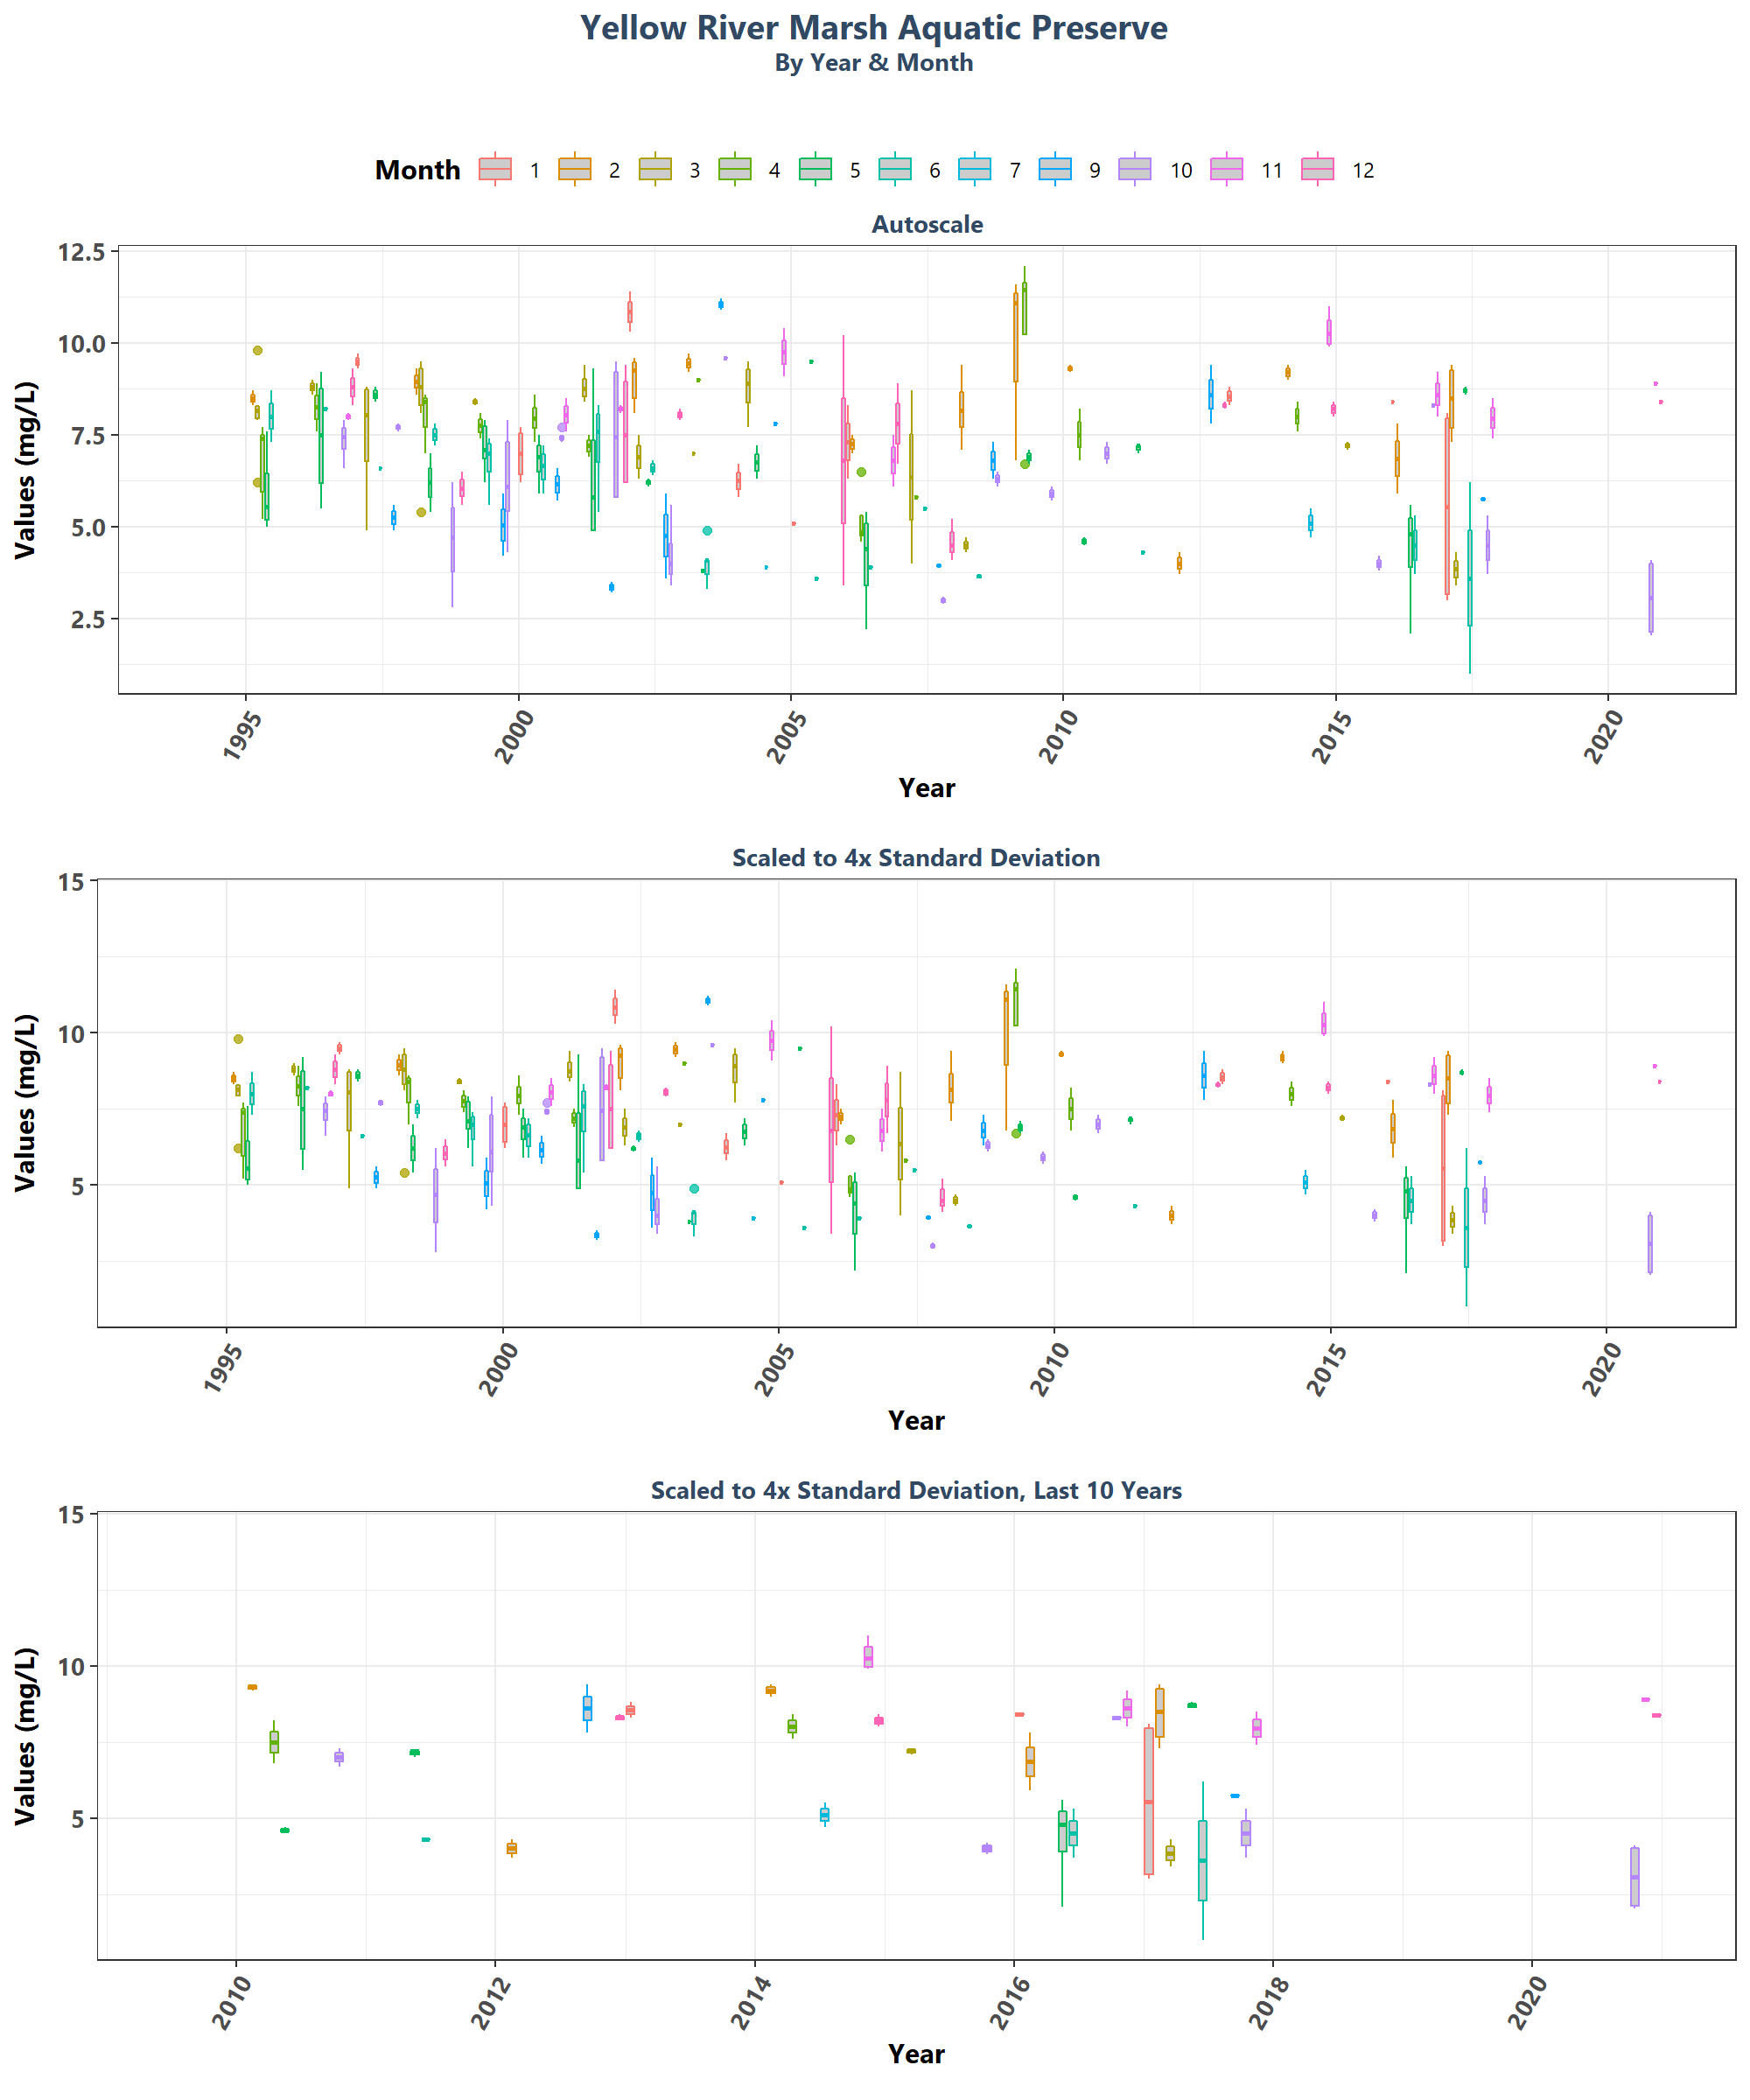 Yellow River Marsh Aquatic Preserve
By Year & Month
Month 1 2 3 4 5 6 7 9 10 11 12
Autoscale
Values (mg/L)
12.5
10.0
7.5
5.0
2.5
1995 2000 2005 2010 2015 2020
Year
Scaled to 4x Standard Deviation
Values (mg/L)
15
10
5
1995 2000 2005 2010 2015 2020
Year
Scaled to 4x Standard Deviation, Last 10 Years
Values (mg/L)
15
10
5
2010 2012 2014 2016 2018 2020
Year